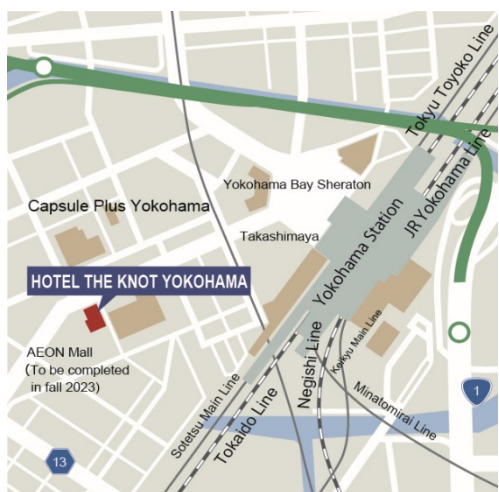 Tokyu Toyoko Line
JR Yokohama Line
Yokohama Bay Sheraton
Capsule Plus Yokohama
Takashimaya
Yokohama Station
HOTEL THE KNOT YOKOHAMA
AEON Mall
(To be completed
in fall 2023)
Sotetsu Main Line
Tokaido Line
Negishi Line
Keikyu Main Line
Minatomirai Line
1
13